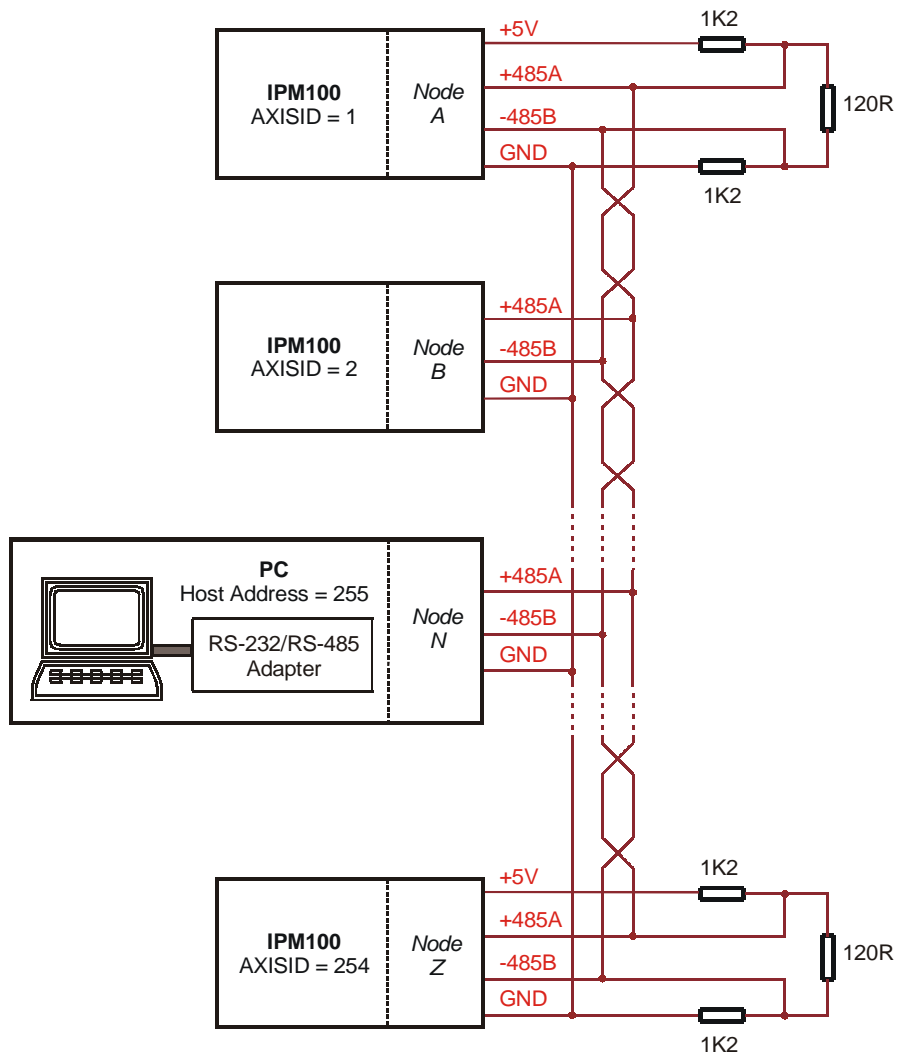 1K2
+5V
+485A
IPM100
AXISID = 1
Node
A
120R
-485B
GND
1K2
+485A
IPM100
AXISID = 2
Node
B
-485B
GND
PC
Host Address = 255
+485A
Node
N
-485B
RS-232/RS-485
Adapter
GND
1K2
+5V
+485A
IPM100
AXISID = 254
Node
Z
120R
-485B
GND
1K2